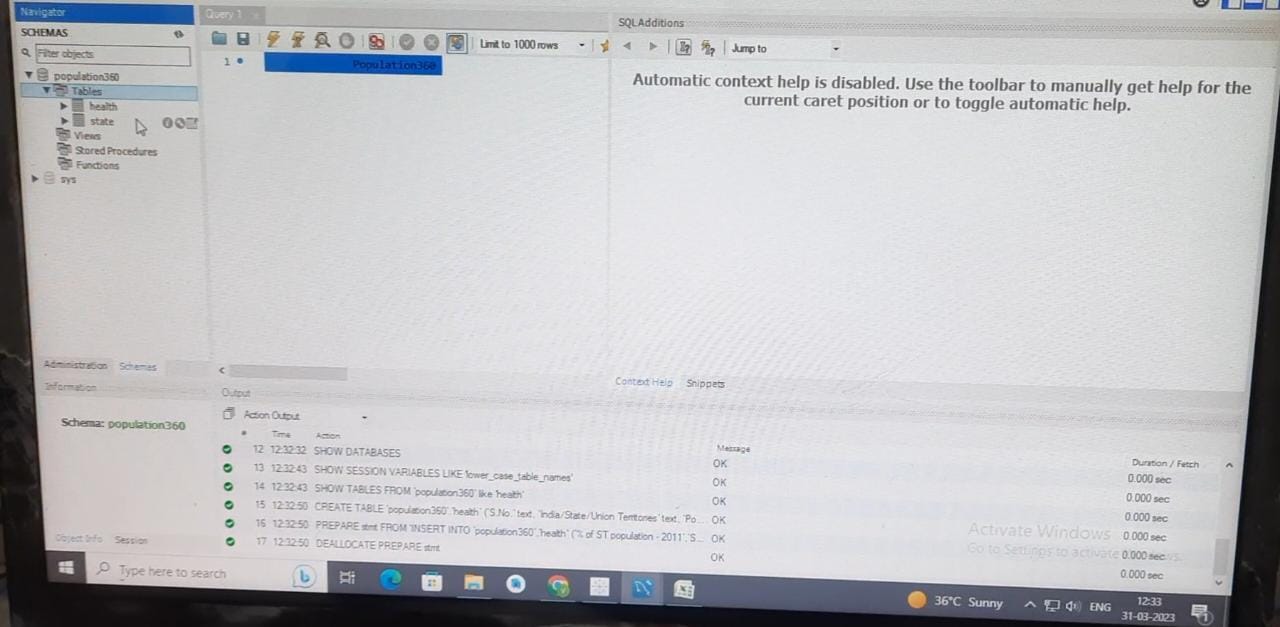 Navigator
SCHEMAS
Filter objects
population360
Tables
health
state
Views
Stored Procedures
Functions
sys
Administration Schemas
Information
Schema: population360
Object Info Session
Query 1
Limit to 1000 rows
1
Population360
SQLAdditions
Jump to
Automatic context help is disabled. Use the toolbar to manually get help for the
current caret position or to toggle automatic help.
Context Help Snippets
Output
Action Output
# Time Action Message Duration / Fetch
12 12:32:32 SHOW DATABASES OK 0.000 sec
13 12:32:43 SHOW SESSION VARIABLES LIKE 'lower_case_table_names' OK 0.000 sec
14 12:32:43 SHOW TABLES FROM 'population360' like 'health' OK 0.000 sec
15 12:32:50 CREATE TABLE 'population360'.'health' ('S.No.' text, 'India/State/Union Territories' text, 'Po... OK 0.000 sec
16 12:32:50 PREPARE stmt FROM 'INSERT INTO 'population360'.'health' ('% of ST population - 2011','S... OK 0.000 sec
17 12:32:50 DEALLOCATE PREPARE stmt OK 0.000 sec
Activate Windows
Go to Settings to activate
Type here to search
36°C Sunny
ENG
12:33
31-03-2023
1